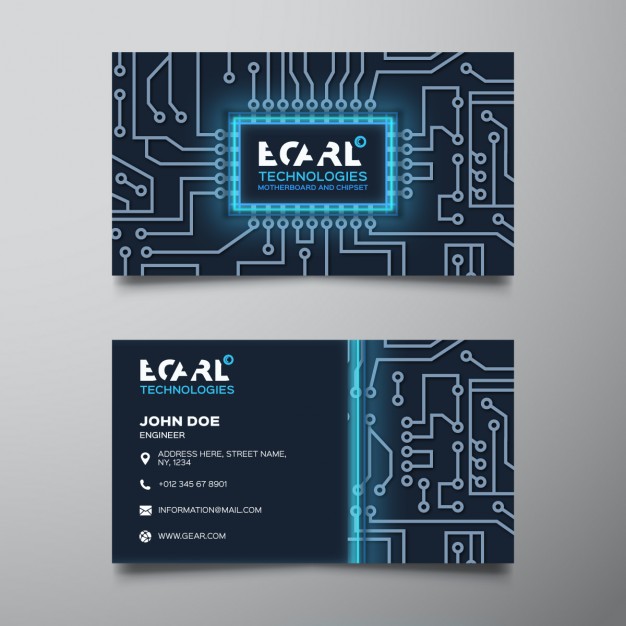 ECARL
TECHNOLOGIES
MOTHERBOARD AND CHIPSET
ECARL
TECHNOLOGIES
JOHN DOE
ENGINEER
ADDRESS HERE, STREET NAME,
NY, 1234
+012 345 67 8901
INFORMATION@MAIL.COM
WWW.GEAR.COM